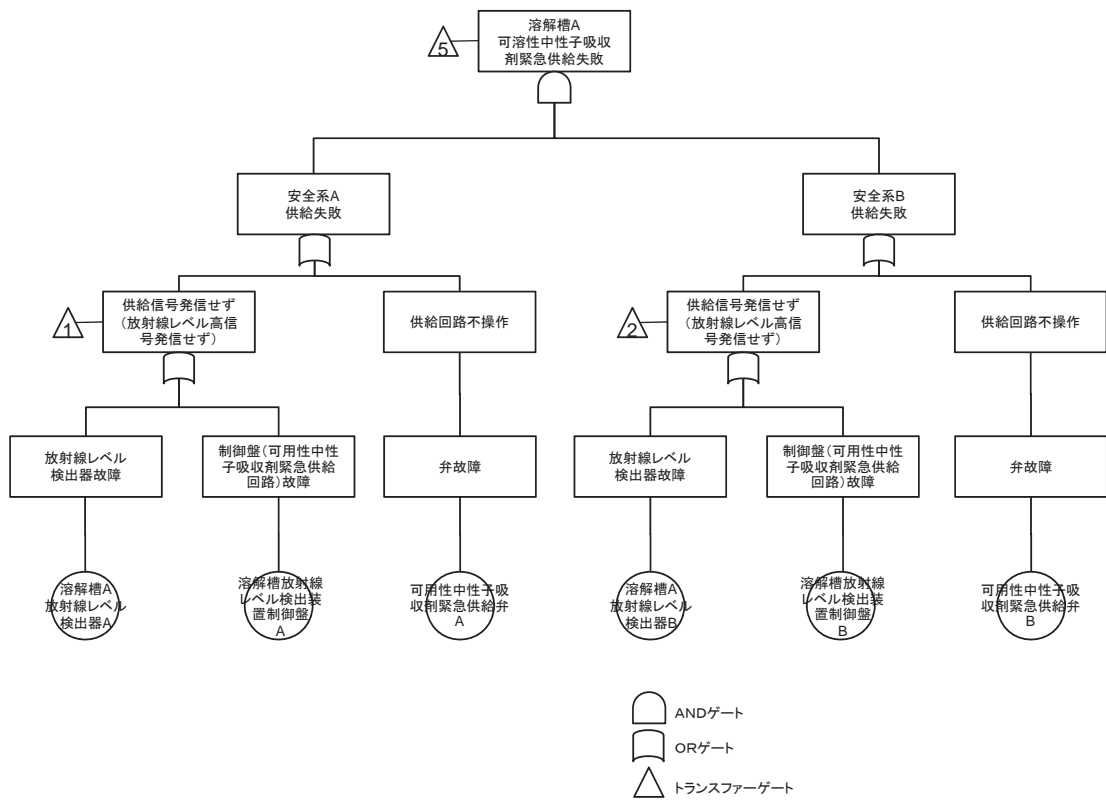 溶解槽A
可溶性中性子吸収
剤緊急供給失敗
5
安全系A
供給失敗
安全系B
供給失敗
1
供給信号発信せず
（放射線レベル高信
号発信せず）
供給回路不操作
2
供給信号発信せず
（放射線レベル高信
号発信せず）
供給回路不操作
放射線レベル
検出器故障
制御盤（可用性中性
子吸収剤緊急供給
回路）故障
弁故障
放射線レベル
検出器故障
制御盤（可用性中性
子吸収剤緊急供給
回路）故障
弁故障
溶解槽A
放射線レベル
検出器A
溶解槽放射線
レベル検出装
置制御盤
A
可用性中性子吸
収剤緊急供給弁
A
溶解槽A
放射線レベル
検出器B
溶解槽放射線
レベル検出装
置制御盤
B
可用性中性子吸
収剤緊急供給弁
B
ANDゲート
ORゲート
トランスファーゲート